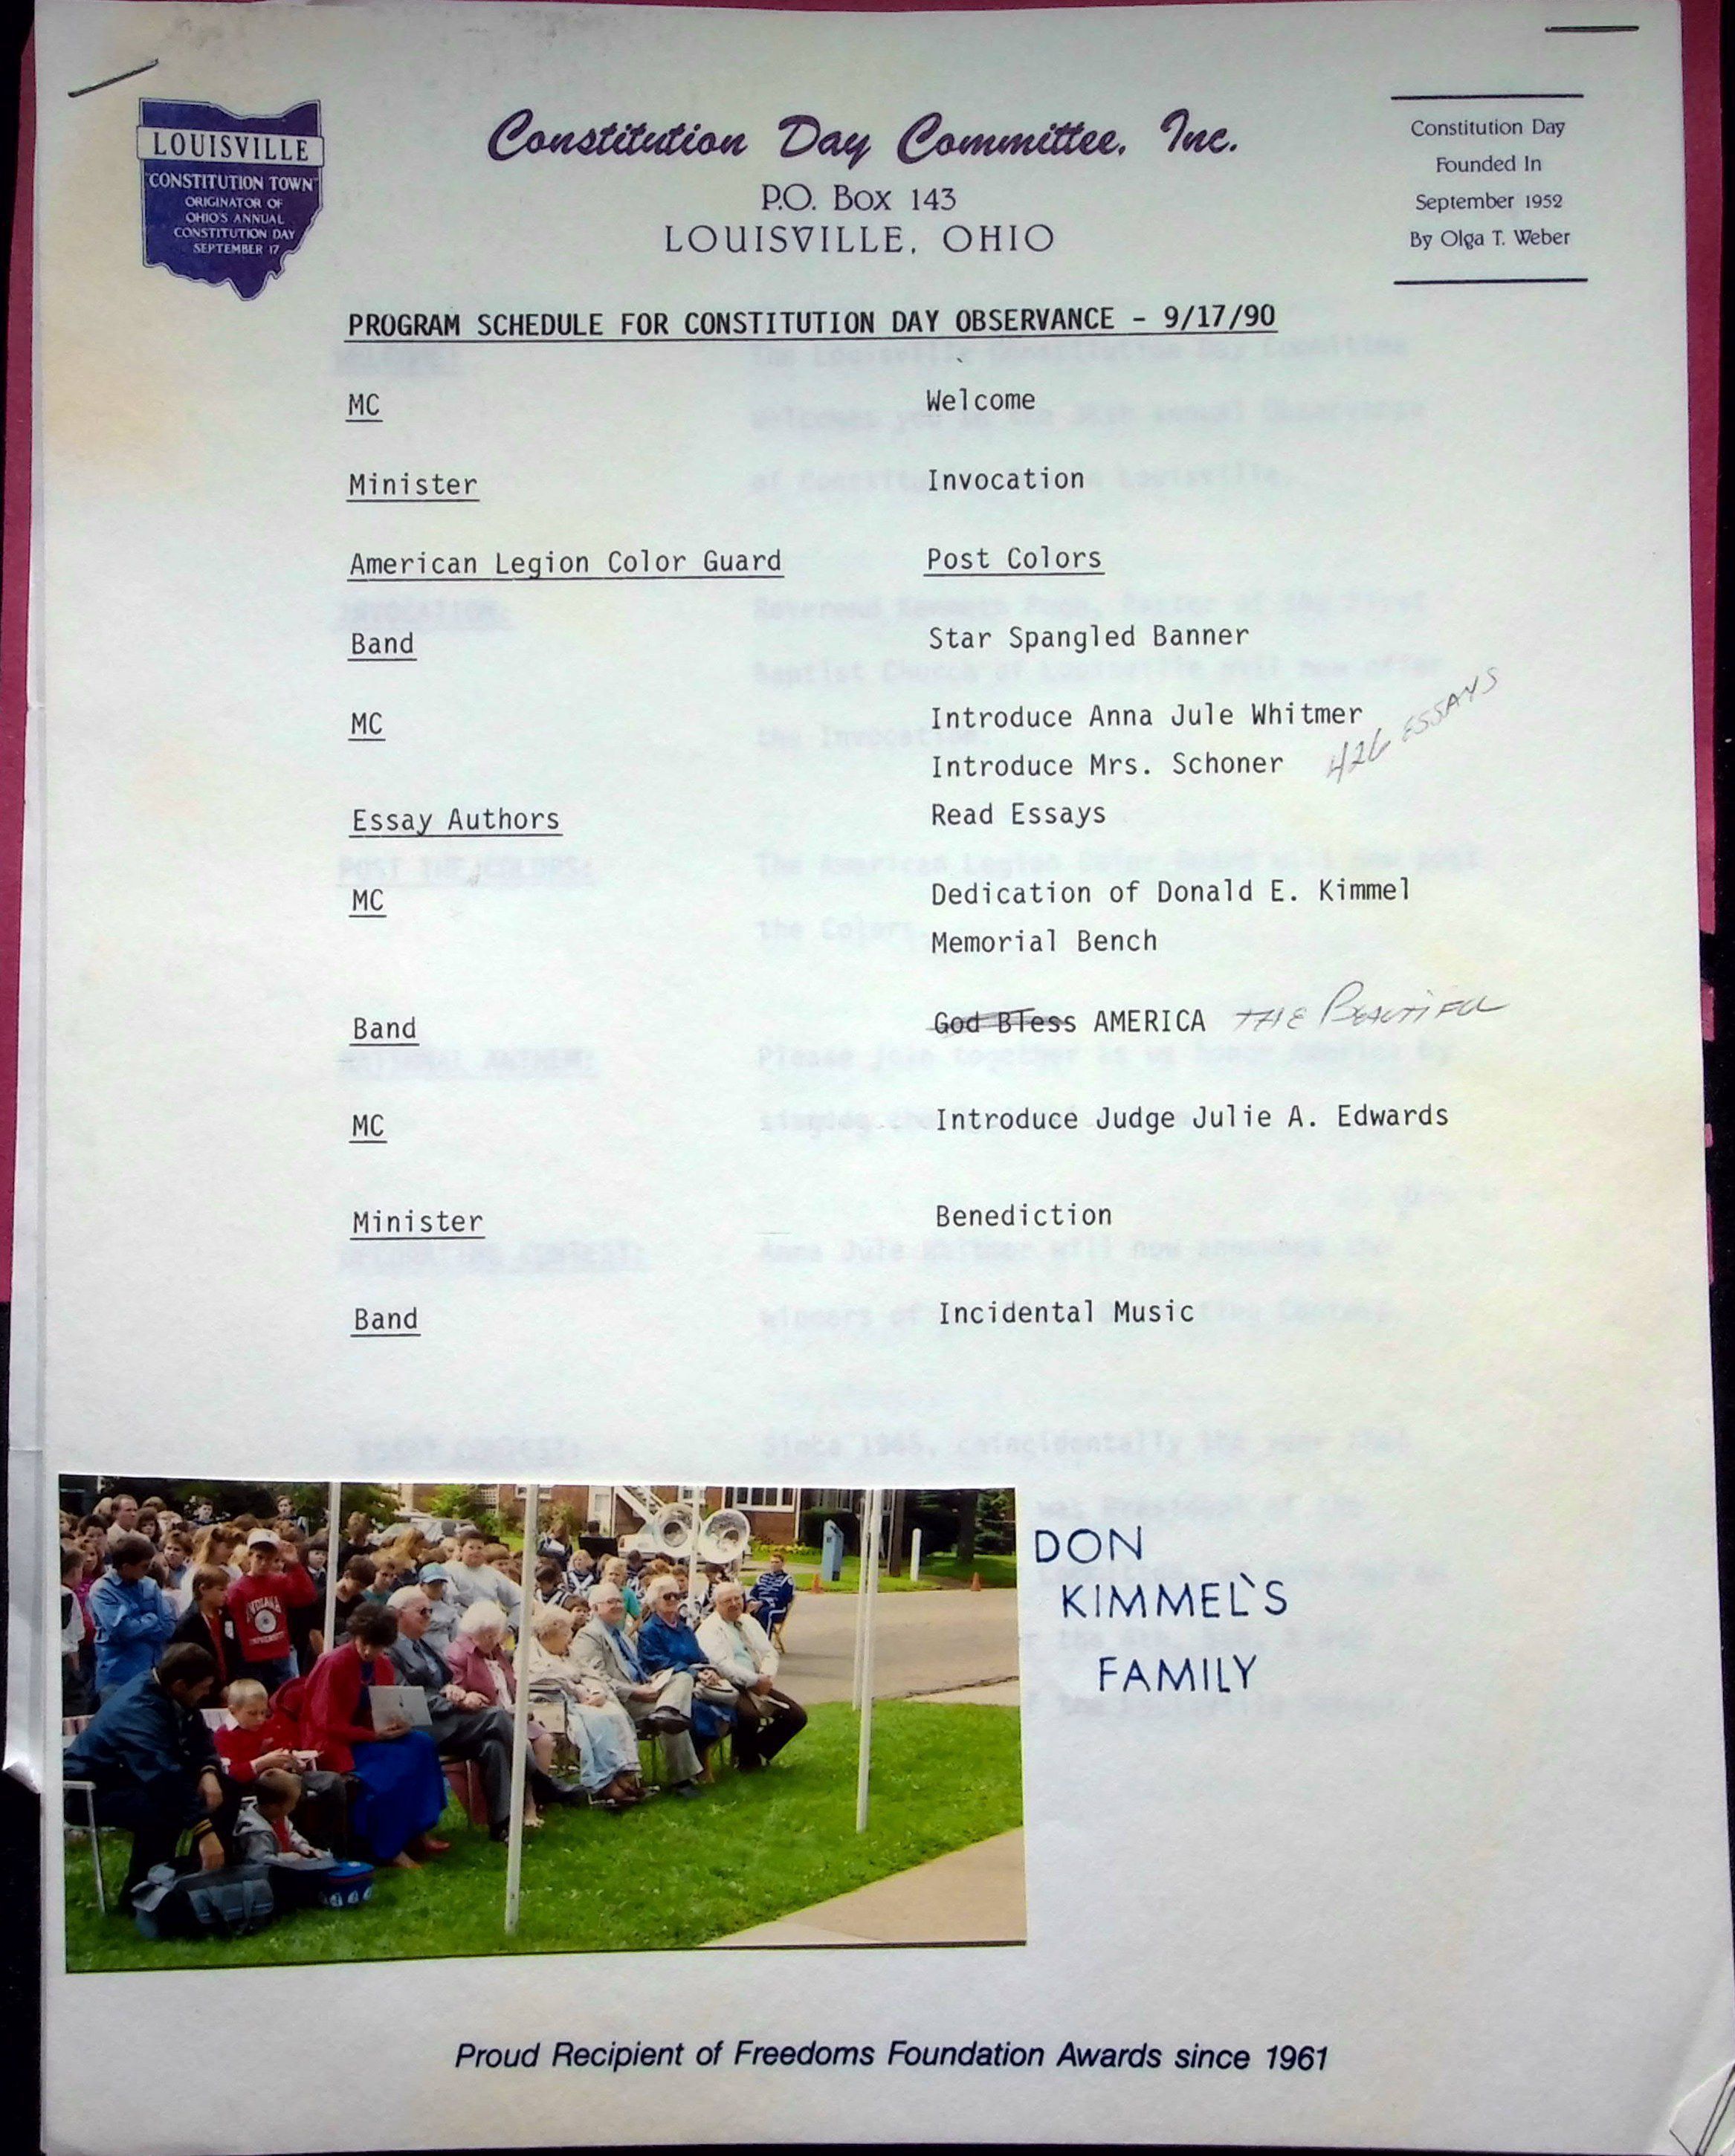 LOUISVILLE
"CONSTITUTION TOWN"
ORIGINATOR OF
OHIO'S ANNUAL
CONSTITUTION DAY
SEPTEMBER 17
Constitution Day Committee, Inc.
P.O. Box 143
LOUISVILLE, OHIO
Constitution Day
Founded In
September 1952
By Olga T. Weber
PROGRAM SCHEDULE FOR CONSTITUTION DAY OBSERVANCE - 9/17/90
MC Welcome
Minister Invocation
American Legion Color Guard Post Colors
Band Star Spangled Banner
MC Introduce Anna Jule Whitmer
Introduce Mrs. Schoner 426 ESSAYS
Essay Authors Read Essays
MC Dedication of Donald E. Kimmel
Memorial Bench
Band God Bless AMERICA THE BEAUTIFUL
MC Introduce Judge Julie A. Edwards
Minister Benediction
Band Incidental Music
INDIANA
DON
KIMMEL'S
FAMILY
Proud Recipient of Freedoms Foundation Awards since 1961